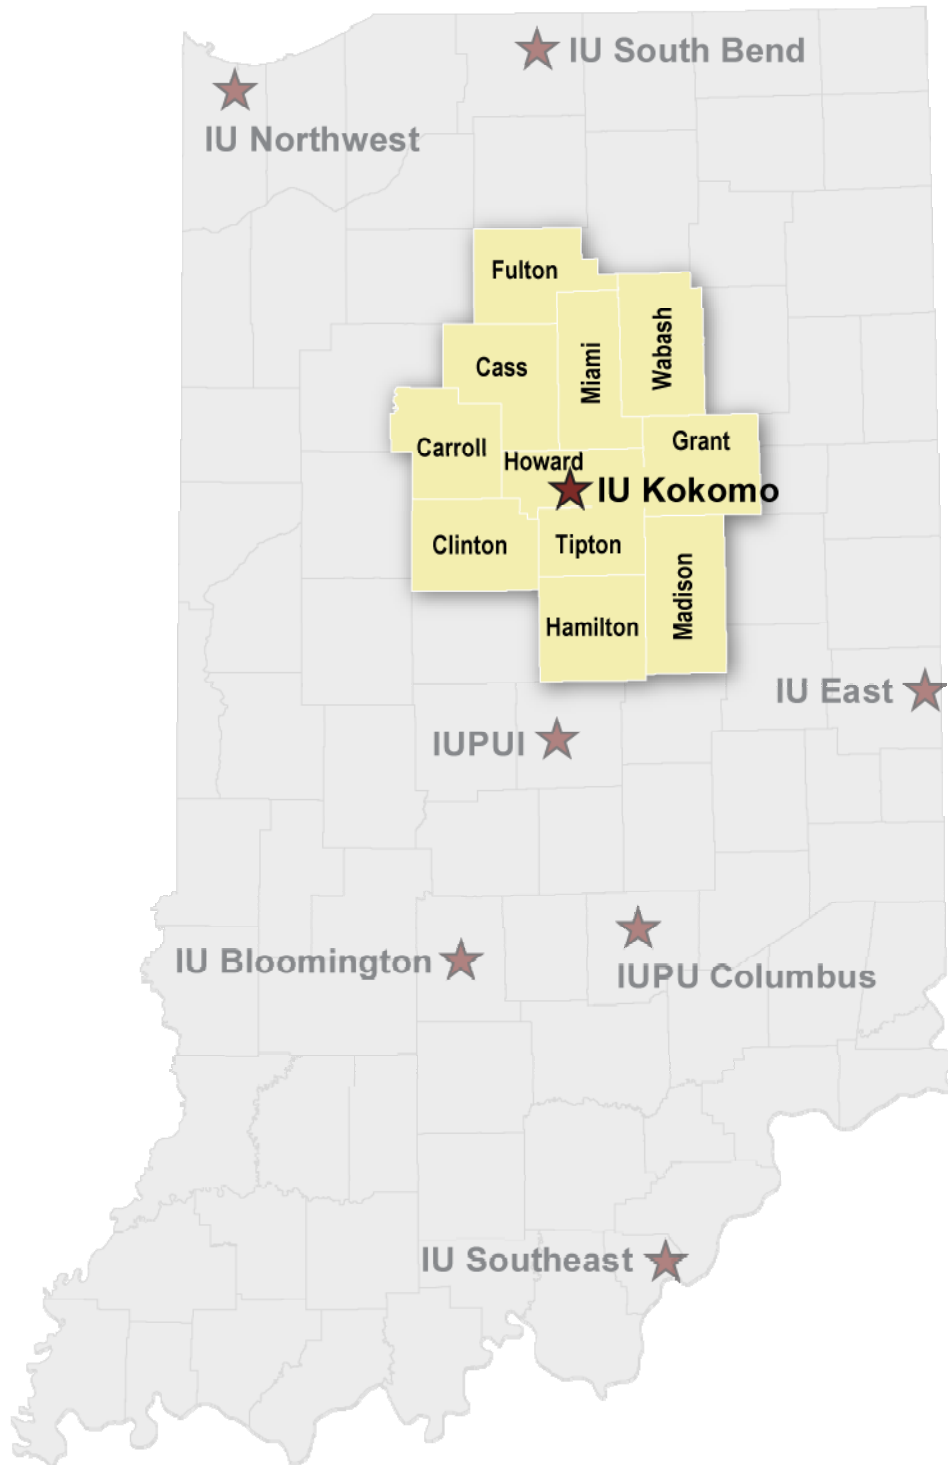 IU South Bend
IU Northwest
Fulton
Wabash
Miami
Cass
Grant
Carroll
Howard
IU Kokomo
Clinton
Tipton
Madison
Hamilton
IU East
IUPUI
IU Bloomington
IUPU Columbus
IU Southeast